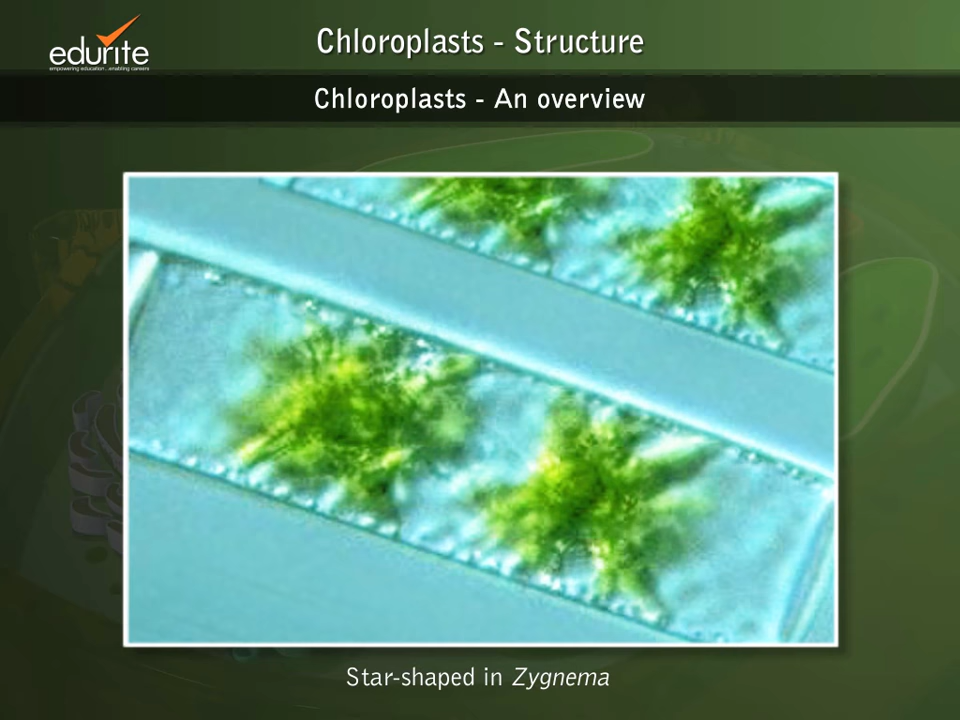 edurite
empowering education...enabling careers
Chloroplasts - Structure
Chloroplasts - An overview
Star-shaped in Zygnema